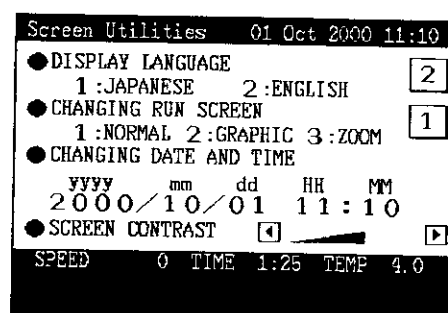 Screen Utilities 01 Oct 2000 11:10
●DISPLAY LANGUAGE
1:JAPANESE 2:ENGLISH 2
●CHANGING RUN SCREEN
1:NORMAL 2:GRAPHIC 3:ZOOM 1
●CHANGING DATE AND TIME
yyyy mm dd HH MM
2000/10/01 11:10
●SCREEN CONTRAST
SPEED 0 TIME 1:25 TEMP 4.0